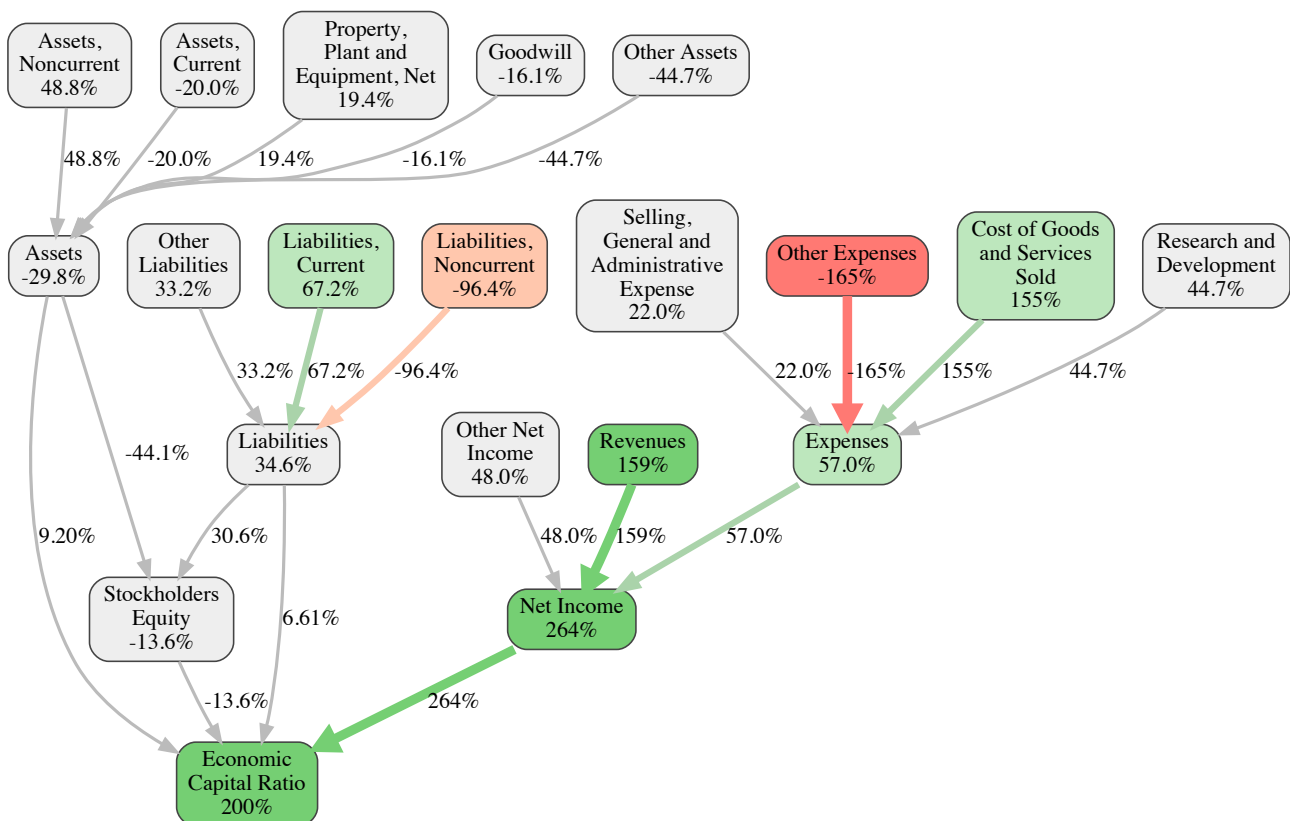 Assets,
Noncurrent
48.8%
Assets,
Current
-20.0%
Property,
Plant and
Equipment, Net
19.4%
Goodwill
-16.1%
Other Assets
-44.7%
48.8%
-20.0%
19.4%
-16.1%
-44.7%
Assets
-29.8%
Other
Liabilities
33.2%
Liabilities,
Current
67.2%
Liabilities,
Noncurrent
-96.4%
Selling,
General and
Administrative
Expense
22.0%
Other Expenses
-165%
Cost of Goods
and Services
Sold
155%
Research and
Development
44.7%
33.2%
67.2%
-96.4%
22.0%
-165%
155%
44.7%
-44.1%
Liabilities
34.6%
Other Net
Income
48.0%
Revenues
159%
Expenses
57.0%
9.20%
30.6%
48.0%
159%
57.0%
Stockholders
Equity
-13.6%
6.61%
Net Income
264%
-13.6%
264%
Economic
Capital Ratio
200%